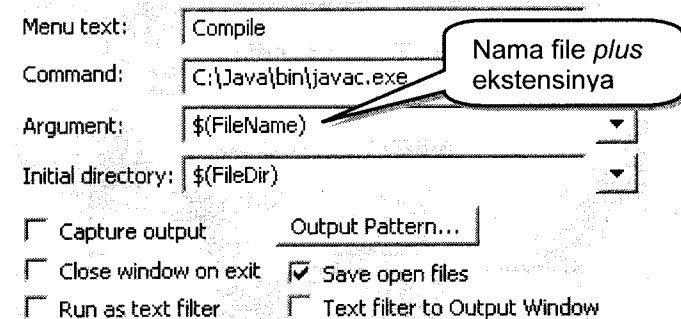 Menu text: Compile
Nama file plus
ekstensinya
Command: C:\Java\bin\javac.exe
Argument: $(FileName)
Initial directory: $(FileDir)
Capture output Output Pattern...
Close window on exit Save open files
Run as text filter Text filter to Output Window